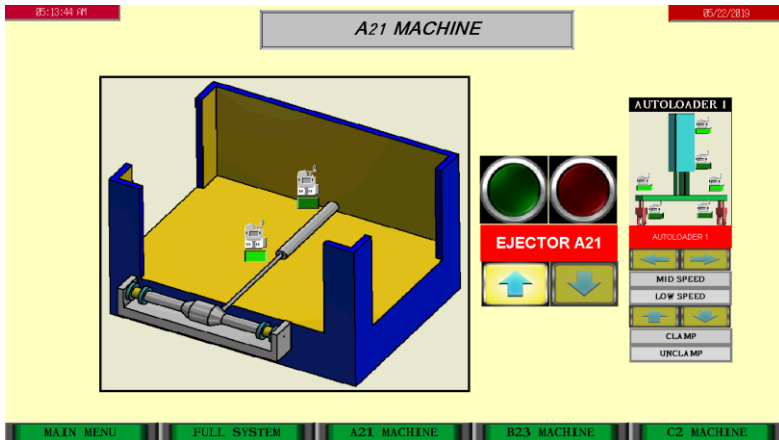 05:13:44 AM
05/22/2019
A21 MACHINE
AUTOLOADER 1
EJECTOR A21
AUTOLOADER 1
MID SPEED
LOW SPEED
CLAMP
UNCLAMP
MAIN MENU
FULL SYSTEM
A21 MACHINE
B23 MACHINE
C2 MACHINE